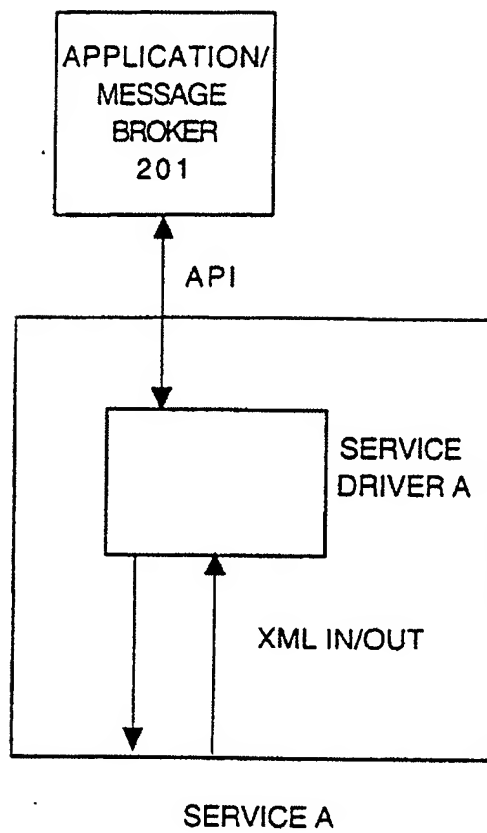 APPLICATION/
MESSAGE
BROKER
201
API
SERVICE
DRIVER A
XML IN/OUT
SERVICE A